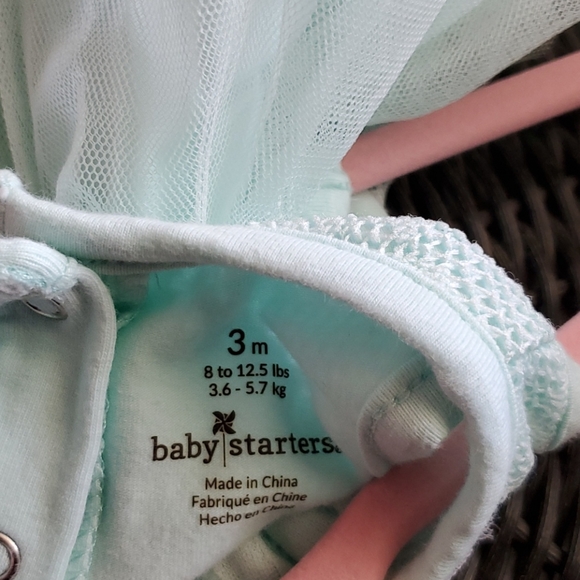 3 m
8 to 12.5 lbs
3.6 - 5.7 kg
baby starters
Made in China
Fabriqué en Chine
Hecho en China